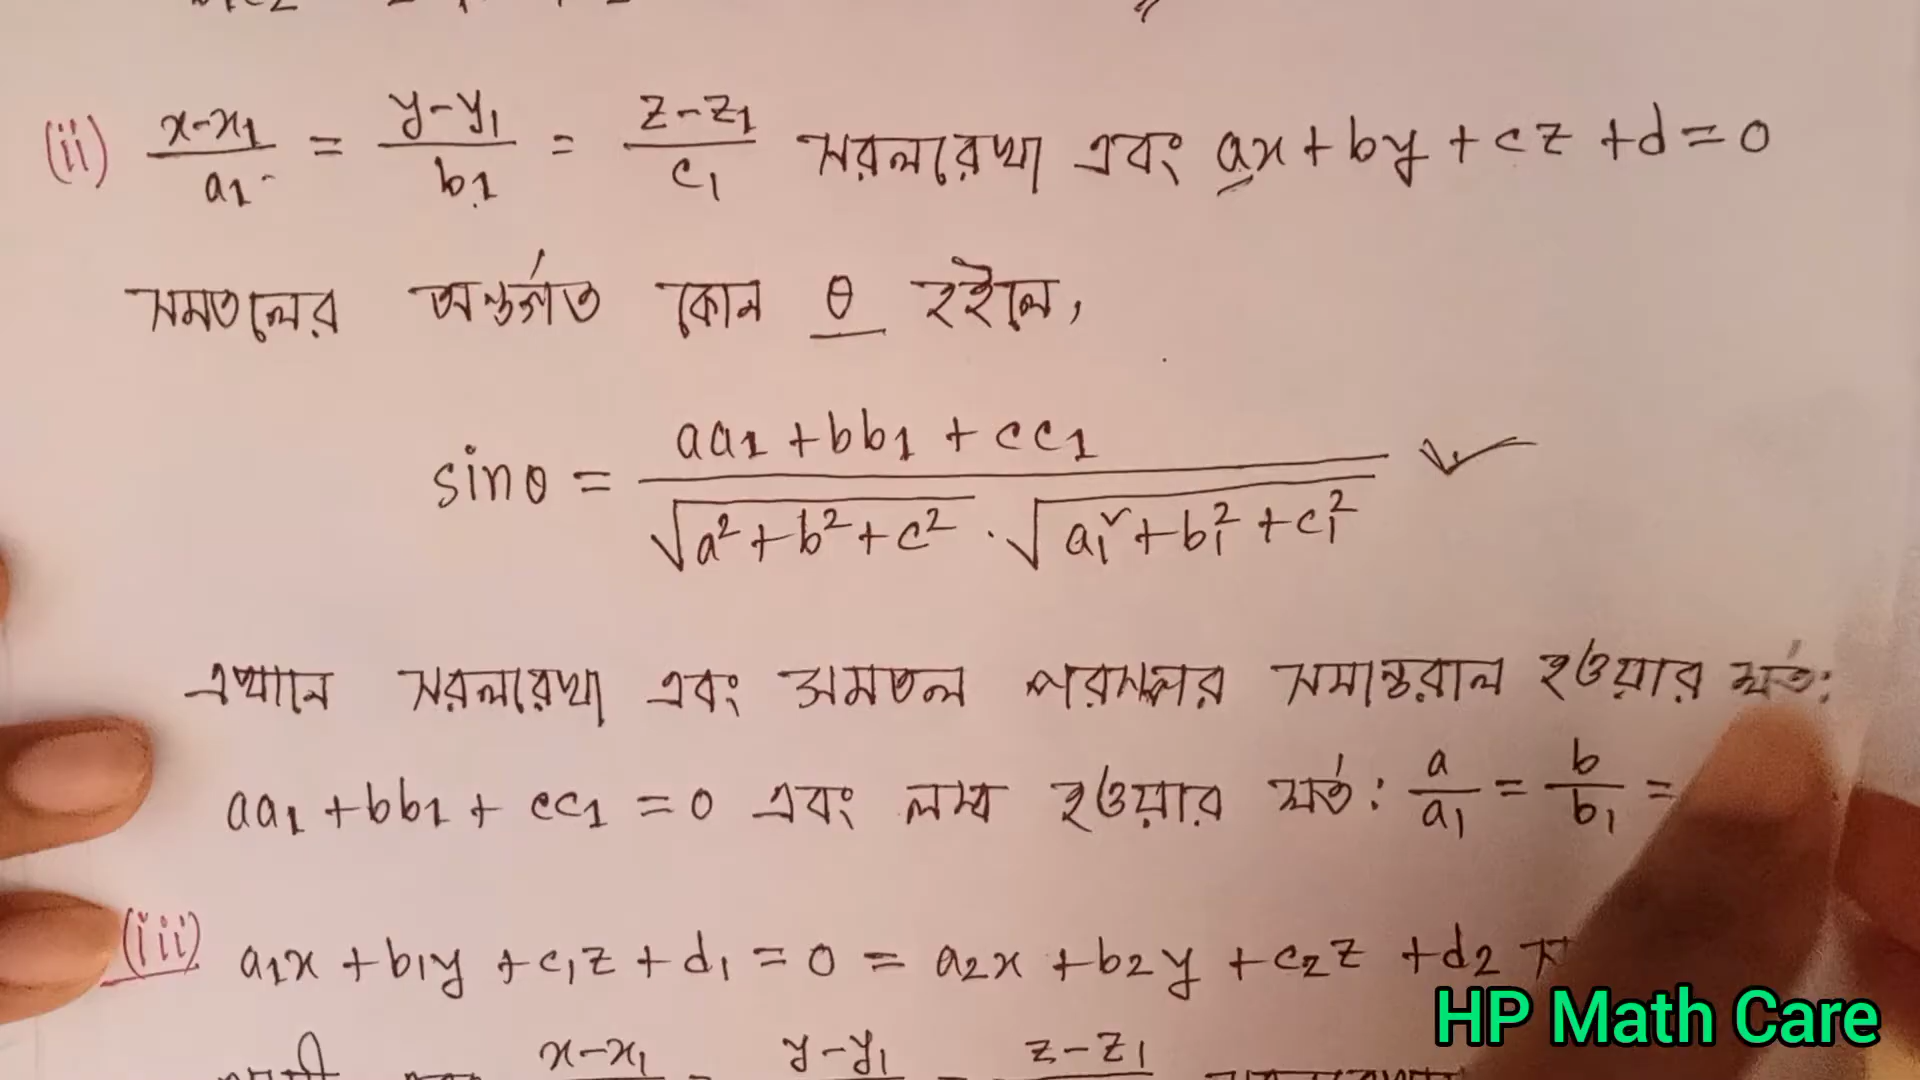 (ii) x-x1/a1 = y-y1/b1 = z-z1/c1 সরলরেখা এবং ax+by+cz+d=0
সমতলের অন্তর্গত কোন θ হইলে,
sinθ = aa1+bb1+cc1 / √a²+b²+c² · √a1²+b1²+c1² ✓
এখানে সরলরেখা এবং সমতল পরস্পর সমান্তরাল হওয়ার শর্ত:
aa1+bb1+cc1=0 এবং লম্ব হওয়ার শর্ত: a/a1 = b/b1 =
(iii) a1x+b1y+c1z+d1=0=a2x+b2y+c2z+d2
x-x1 y-y1 z-z1
HP Math Care